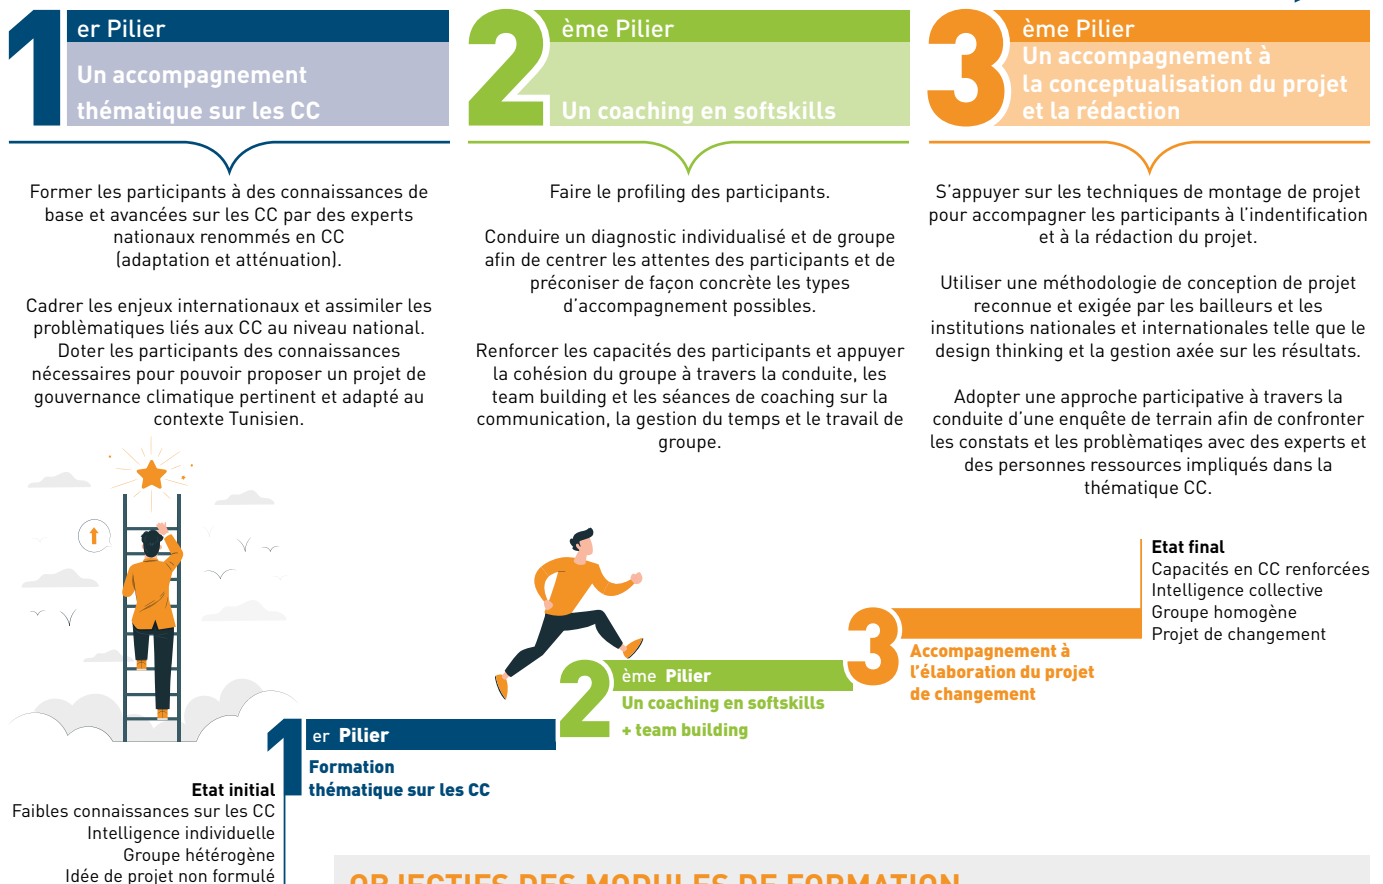 1er Pilier
Un accompagnement
thématique sur les CC
Former les participants à des connaissances de
base et avancées sur les CC par des experts
nationaux renommés en CC
(adaptation et atténuation).
Cadrer les enjeux internationaux et assimiler les
problèmatiques liés aux CC au niveau national.
Doter les participants des connaissances
nécessaires pour pouvoir proposer un projet de
gouvernance climatique pertinent et adapté au
contexte Tunisien.
2ème Pilier
Un coaching en softskills
Faire le profiling des participants.
Conduire un diagnostic individualisé et de groupe
afin de centrer les attentes des participants et de
préconiser de façon concrète les types
d'accompagnement possibles.
Renforcer les capacités des participants et appuyer
la cohésion du groupe à travers la conduite, les
team building et les séances de coaching sur la
communication, la gestion du temps et le travail de
groupe.
3ème Pilier
Un accompagnement à
la conceptualisation du projet
et la rédaction
S'appuyer sur les techniques de montage de projet
pour accompagner les participants à l'indentification
et à la rédaction du projet.
Utiliser une méthodologie de conception de projet
reconnue et exigée par les bailleurs et les
institutions nationales et internationales telle que le
design thinking et la gestion axée sur les résultats.
Adopter une approche participative à travers la
conduite d'une enquête de terrain afin de confronter
les constats et les problèmatiqes avec des experts et
des personnes ressources impliqués dans la
thématique CC.
Etat initial
Faibles connaissances sur les CC
Intelligence individuelle
Groupe hétérogène
Idée de projet non formulé
1er Pilier
Formation
thématique sur les CC
2ème Pilier
Un coaching en softskills
+ team building
3
Accompagnement à
l'élaboration du projet
de changement
Etat final
Capacités en CC renforcées
Intelligence collective
Groupe homogène
Projet de changement
OBJECTIFS DES MODULES DE FORMATION